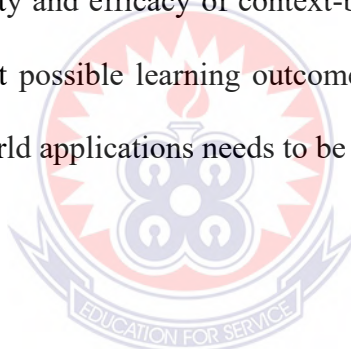 ty and efficacy of context-b
t possible learning outcome
rld applications needs to be
EDUCATION FOR SERVICE